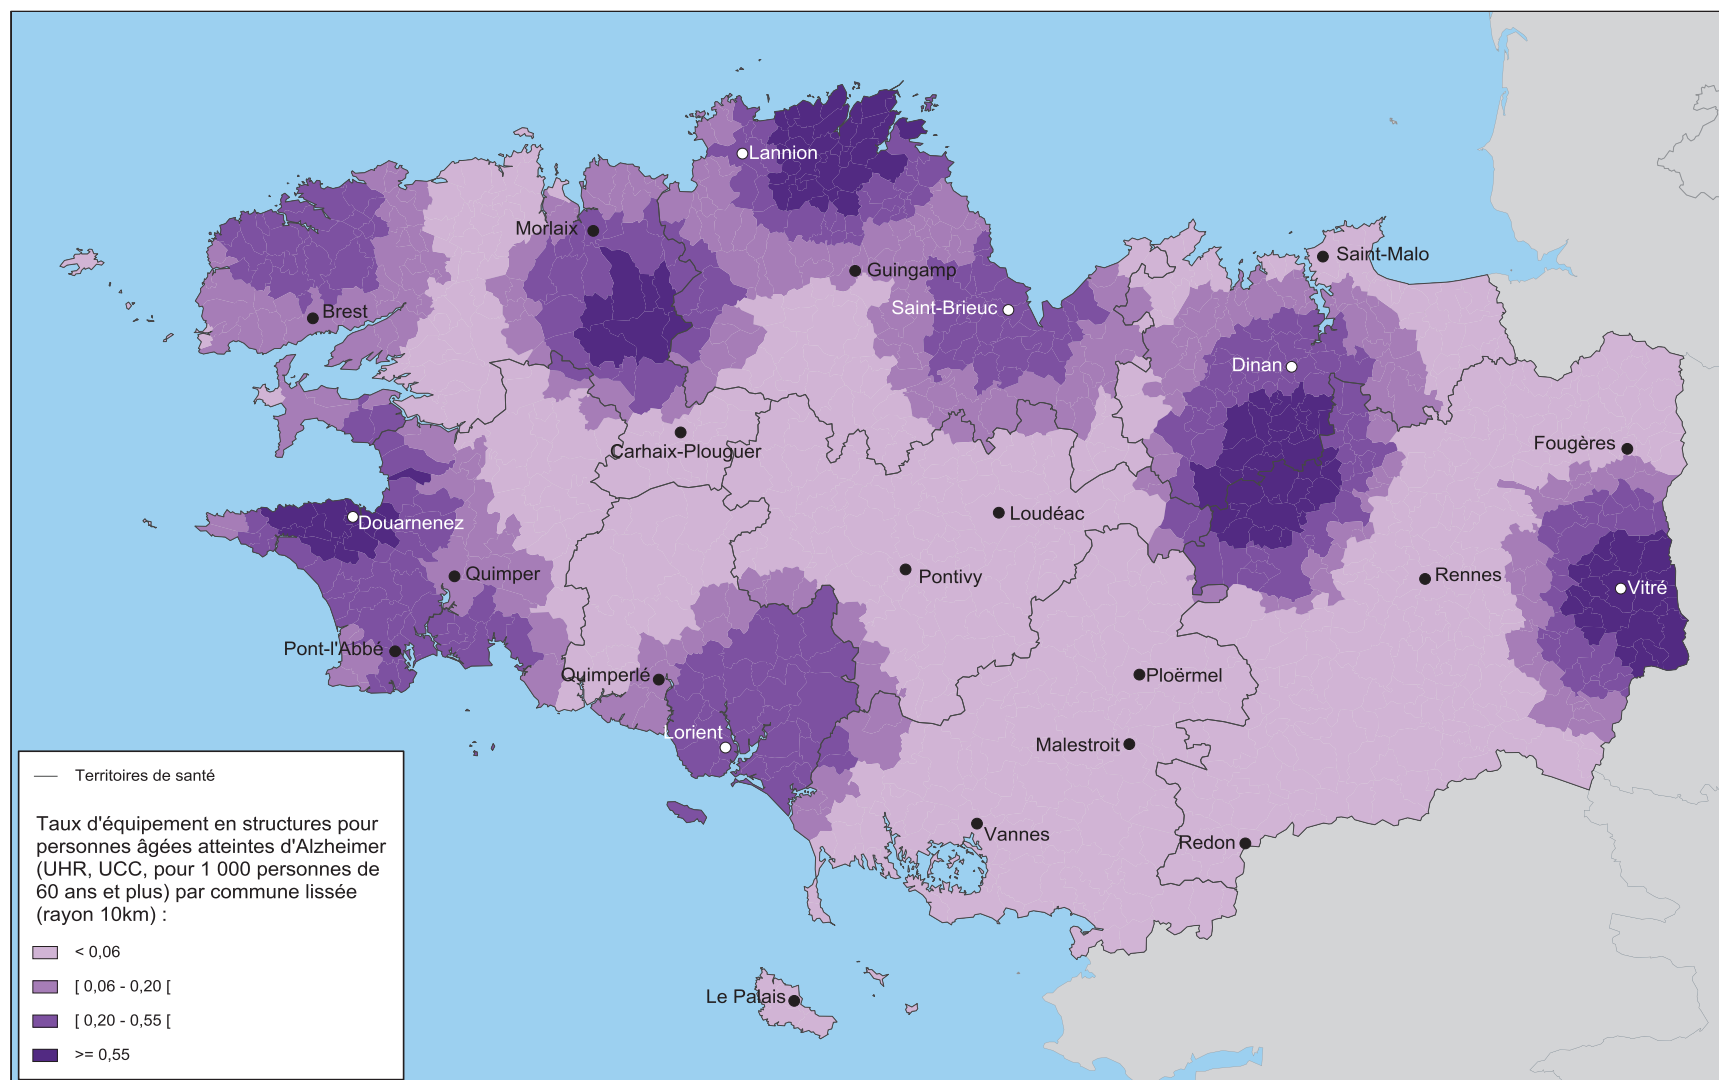 Lannion
Morlaix
Saint-Malo
Guingamp
Brest
Saint-Brieuc
Dinan
Fougères
Carhaix-Plouguer
Loudéac
Douarnenez
Quimper
Pontivy
Rennes
Vitré
Pont-l'Abbé
Quimperlé
Ploërmel
Lorient
Malestroit
Vannes
Redon
Le Palais
Territoires de santé
Taux d'équipement en structures pour
personnes âgées atteintes d'Alzheimer
(UHR, UCC, pour 1 000 personnes de
60 ans et plus) par commune lissée
(rayon 10km) :
< 0,06
[ 0,06 - 0,20 [
[ 0,20 - 0,55 [
>= 0,55